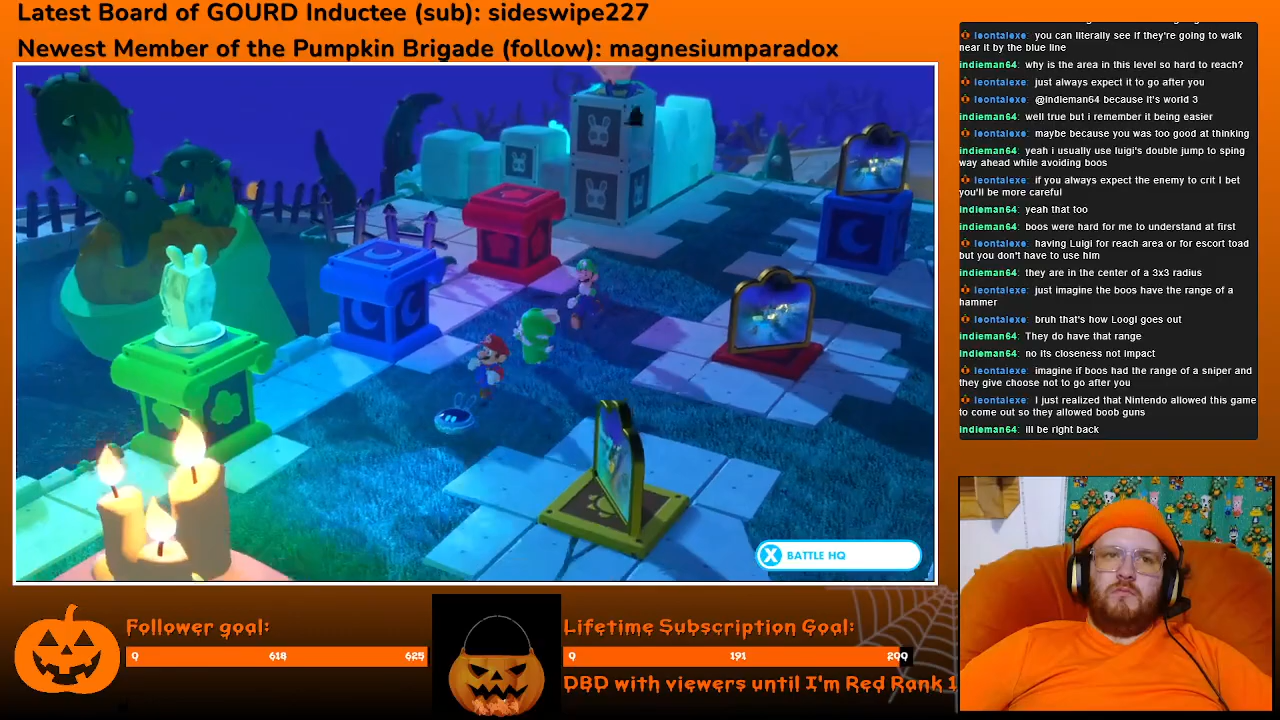 Latest Board of GOURD Inductee (sub): sideswipe227
Newest Member of the Pumpkin Brigade (follow): magnesiumparadox
leontalexe: you can literally see if they're going to walk
near it by the blue line
indieman64: why is the area in this level so hard to reach?
leontalexe: just always expect it to go after you
leontalexe: @indieman64 because it's world 3
indieman64: well true but i remember it being easier
leontalexe: maybe because you was too good at thinking
indieman64: yeah i usually use luigi's double jump to sping
way ahead while avoiding boos
leontalexe: if you always expect the enemy to crit I bet
you'll be more careful
indieman64: yeah that too
indieman64: boos were hard for me to understand at first
leontalexe: having Luigi for reach area or for escort toad
but you don't have to use him
indieman64: they are in the center of a 3x3 radius
leontalexe: just imagine the boos have the range of a
hammer
leontalexe: bruh that's how Loogi goes out
indieman64: They do have that range
indieman64: no its closeness not impact
leontalexe: imagine if boos had the range of a sniper and
they give choose not to go after you
leontalexe: I just realized that Nintendo allowed this game
to come out so they allowed boob guns
indieman64: illl be right back
X BATTLE HQ
Follower goal:
0 618 625
Lifetime Subscription Goal:
0 191 200
DBD with viewers until I'm Red Rank 1